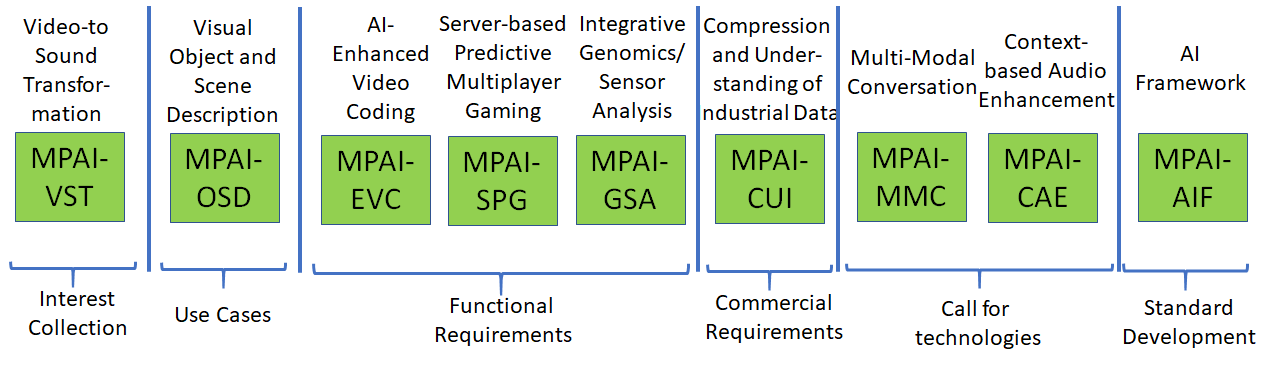 Video-to
Sound
Transfor-
mation
MPAI-
VST
Interest
Collection
Visual
Object and
Scene
Description
MPAI-
OSD
Use Cases
AI-
Enhanced
Video
Coding
MPAI-
EVC
Server-based
Predictive
Multiplayer
Gaming
MPAI-
SPG
Integrative
Genomics/
Sensor
Analysis
MPAI-
GSA
Functional
Requirements
Compression
and Under-
standing of
ndustrial Data
MPAI-
CUI
Commercial
Requirements
Multi-Modal
Conversation
MPAI-
MMC
Context-
based Audio
Enhancement
MPAI-
CAE
Call for
technologies
AI
Framework
MPAI-
AIF
Standard
Development